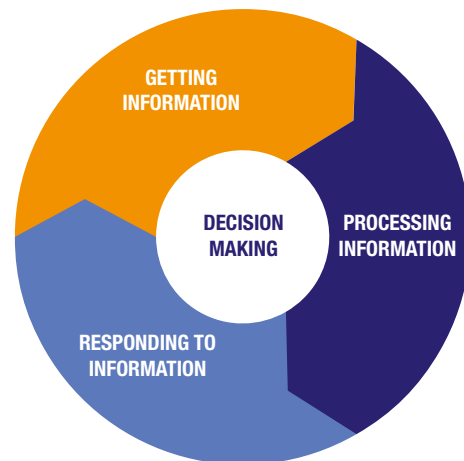 GETTING
INFORMATION
DECISION
MAKING
PROCESSING
INFORMATION
RESPONDING TO
INFORMATION